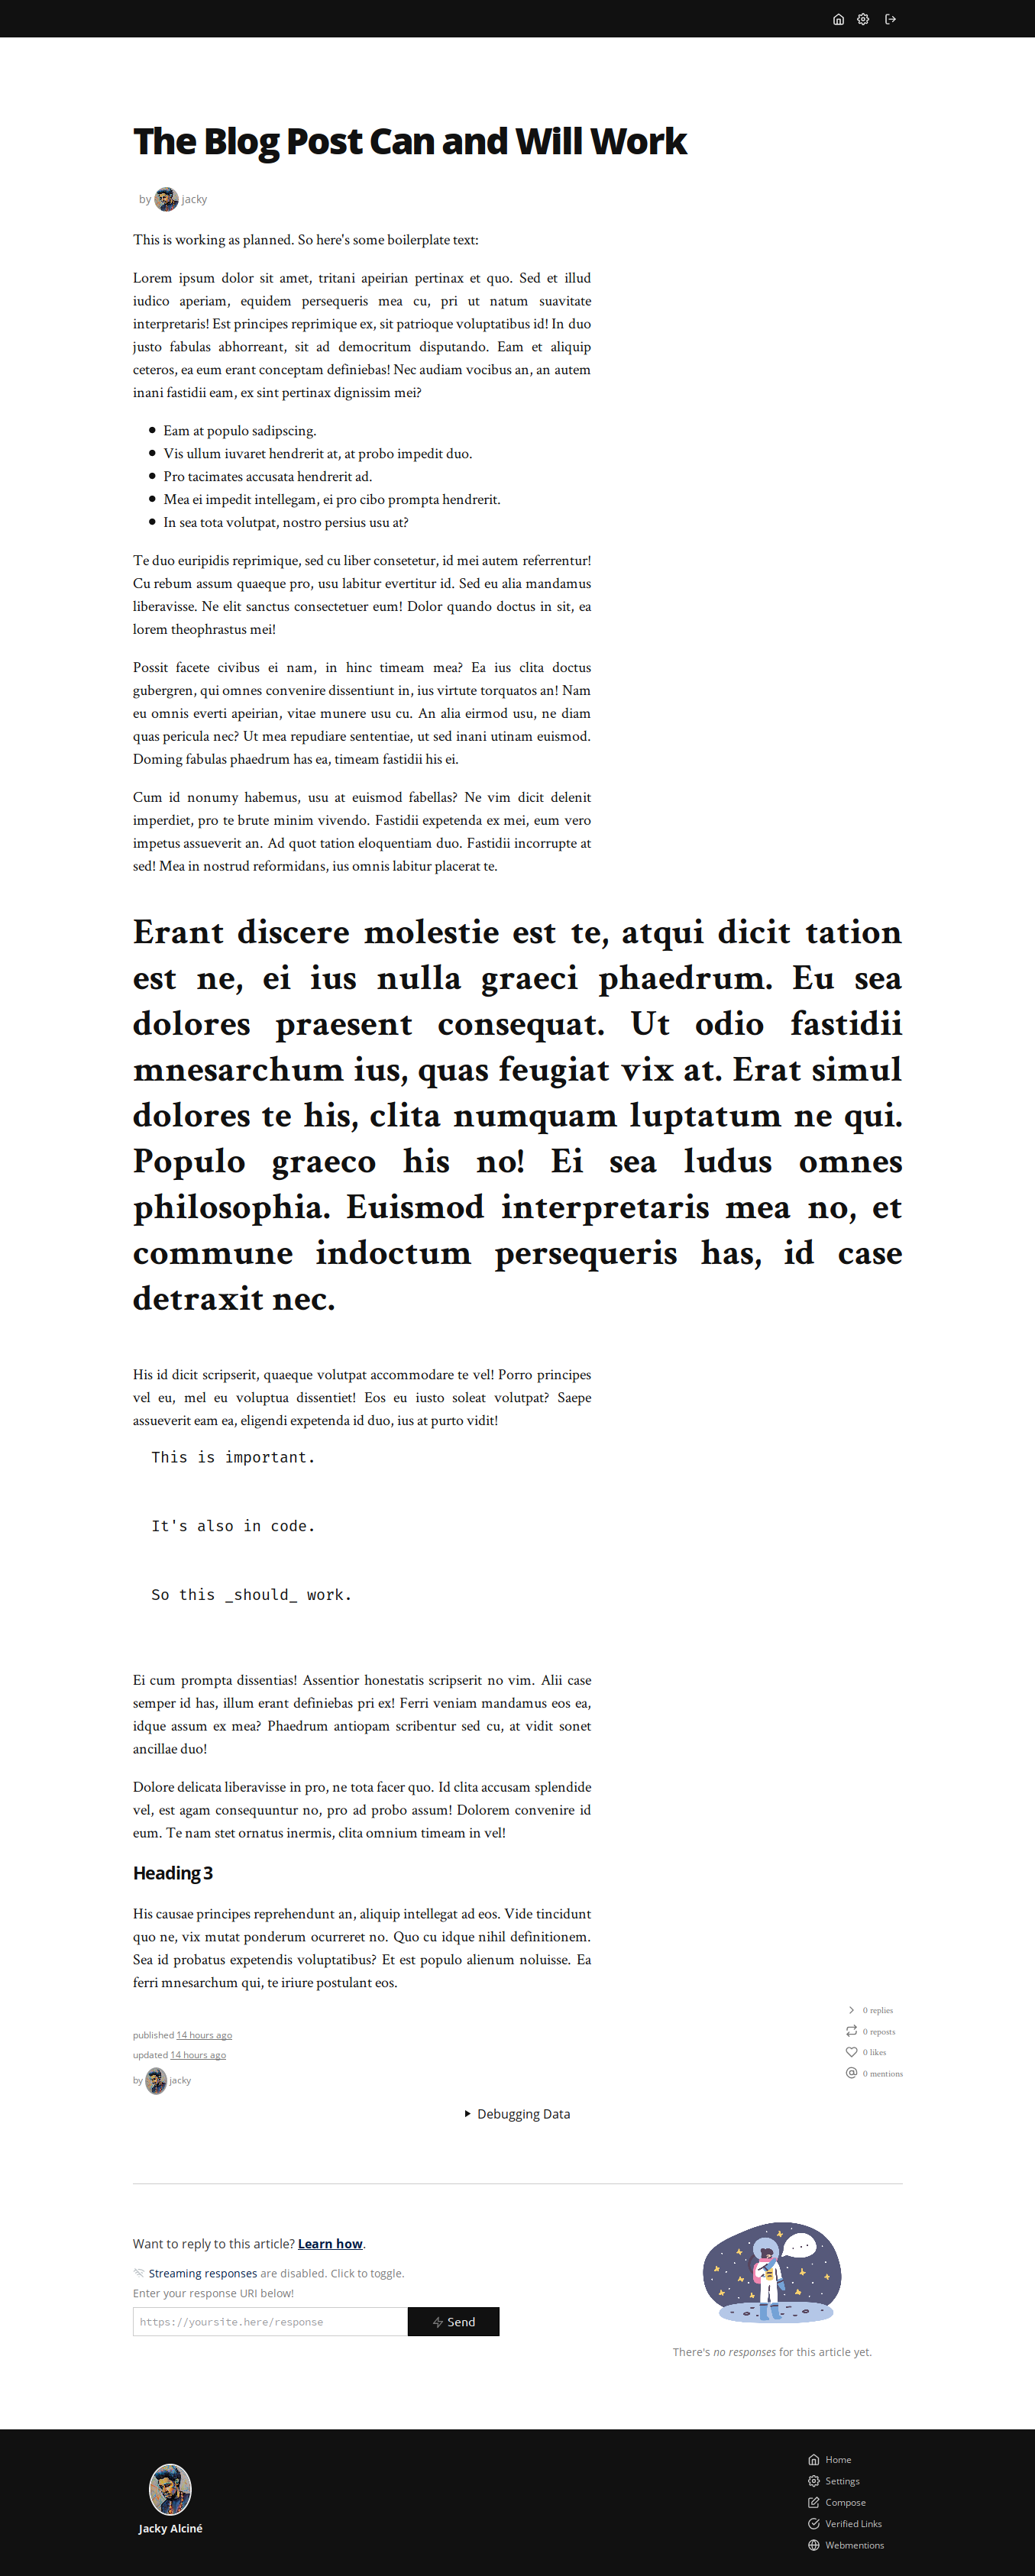 The Blog Post Can and Will Work
by jacky
This is working as planned. So here's some boilerplate text:
Lorem ipsum dolor sit amet, tritani apeirian pertinax et quo. Sed et illud
iudico aperiam, equidem persequeris mea cu, pri ut natum suavitate
interpretaris! Est principes reprimique ex, sit patrioque voluptatibus id! In duo
justo fabulas abhorreant, sit ad democritum disputando. Eam et aliquip
ceteros, ea eum erant conceptam definiebas! Nec audiam vocibus an, an autem
inani fastidii eam, ex sint pertinax dignissim mei?
Eam at populo sadipscing.
Vis ullum iuvaret hendrerit at, at probo impedit duo.
Pro tacimates accusata hendrerit ad.
Mea ei impedit intellegam, ei pro cibo prompta hendrerit.
In sea tota volutpat, nostro persius usu at?
Te duo euripidis reprimique, sed cu liber consetetur, id mei autem referrentur!
Cu rebum assum quaeque pro, usu labitur evertitur id. Sed eu alia mandamus
liberavisse. Ne elit sanctus consectetuer eum! Dolor quando doctus in sit, ea
lorem theophrastus mei!
Possit facete civibus ei nam, in hinc timeam mea? Ea ius clita doctus
gubergren, qui omnes convenire dissentiunt in, ius virtute torquatos an! Nam
eu omnis everti apeirian, vitae munere usu cu. An alia eirmod usu, ne diam
quas pericula nec? Ut mea repudiare sententiae, ut sed inani utinam euismod.
Doming fabulas phaedrum has ea, timeam fastidii his ei.
Cum id nonumy habemus, usu at euismod fabellas? Ne vim dicit delenit
imperdiet, pro te brute minim vivendo. Fastidii expetenda ex mei, eum vero
impetus assueverit an. Ad quot tation eloquentiam duo. Fastidii incorrupte at
sed! Mea in nostrud reformidans, ius omnis labitur placerat te.
Erant discere molestie est te, atqui dicit tation
est ne, ei ius nulla graeci phaedrum. Eu sea
dolores praesent consequat. Ut odio fastidii
mnesarchum ius, quas feugiat vix at. Erat simul
dolores te his, clita numquam luptatum ne qui.
Populo graeco his no! Ei sea ludus omnes
philosophia. Euismod interpretaris mea no, et
commune indoctum persequeris has, id case
detraxit nec.
His id dicit scripserit, quaeque volutpat accommodare te vel! Porro principes
vel eu, mel eu voluptua dissentiet! Eos eu iusto soleat volutpat? Saepe
assueverit eam ea, eligendi expetenda id duo, ius at purto vidit!
This is important.
It's also in code.
So this _should_ work.
Ei cum prompta dissentias! Assentior honestatis scripserit no vim. Alii case
semper id has, illum erant definiebas pri ex! Ferri veniam mandamus eos ea,
idque assum ex mea? Phaedrum antiopam scribentur sed cu, at vidit sonet
ancillae duo!
Dolore delicata liberavisse in pro, ne tota facer quo. Id clita accusam splendide
vel, est agam consequuntur no, pro ad probo assum! Dolorem convenire id
eum. Te nam stet ornatus inermis, clita omnium timeam in vel!
Heading 3
His causae principes reprehendunt an, aliquip intellegat ad eos. Vide tincidunt
quo ne, vix mutat ponderum ocurreret no. Quo cu idque nihil definitionem.
Sea id probatus expetendis voluptatibus? Et est populo alienum noluisse. Ea
ferri mnesarchum qui, te iriure postulant eos.
0 replies
0 reposts
0 likes
0 mentions
published 14 hours ago
updated 14 hours ago
by jacky
Debugging Data
Want to reply to this article? Learn how.
Streaming responses are disabled. Click to toggle.
Enter your response URI below!
https://yoursite.here/response
Send
There's no responses for this article yet.
Jacky Alciné
Home
Settings
Compose
Verified Links
Webmentions